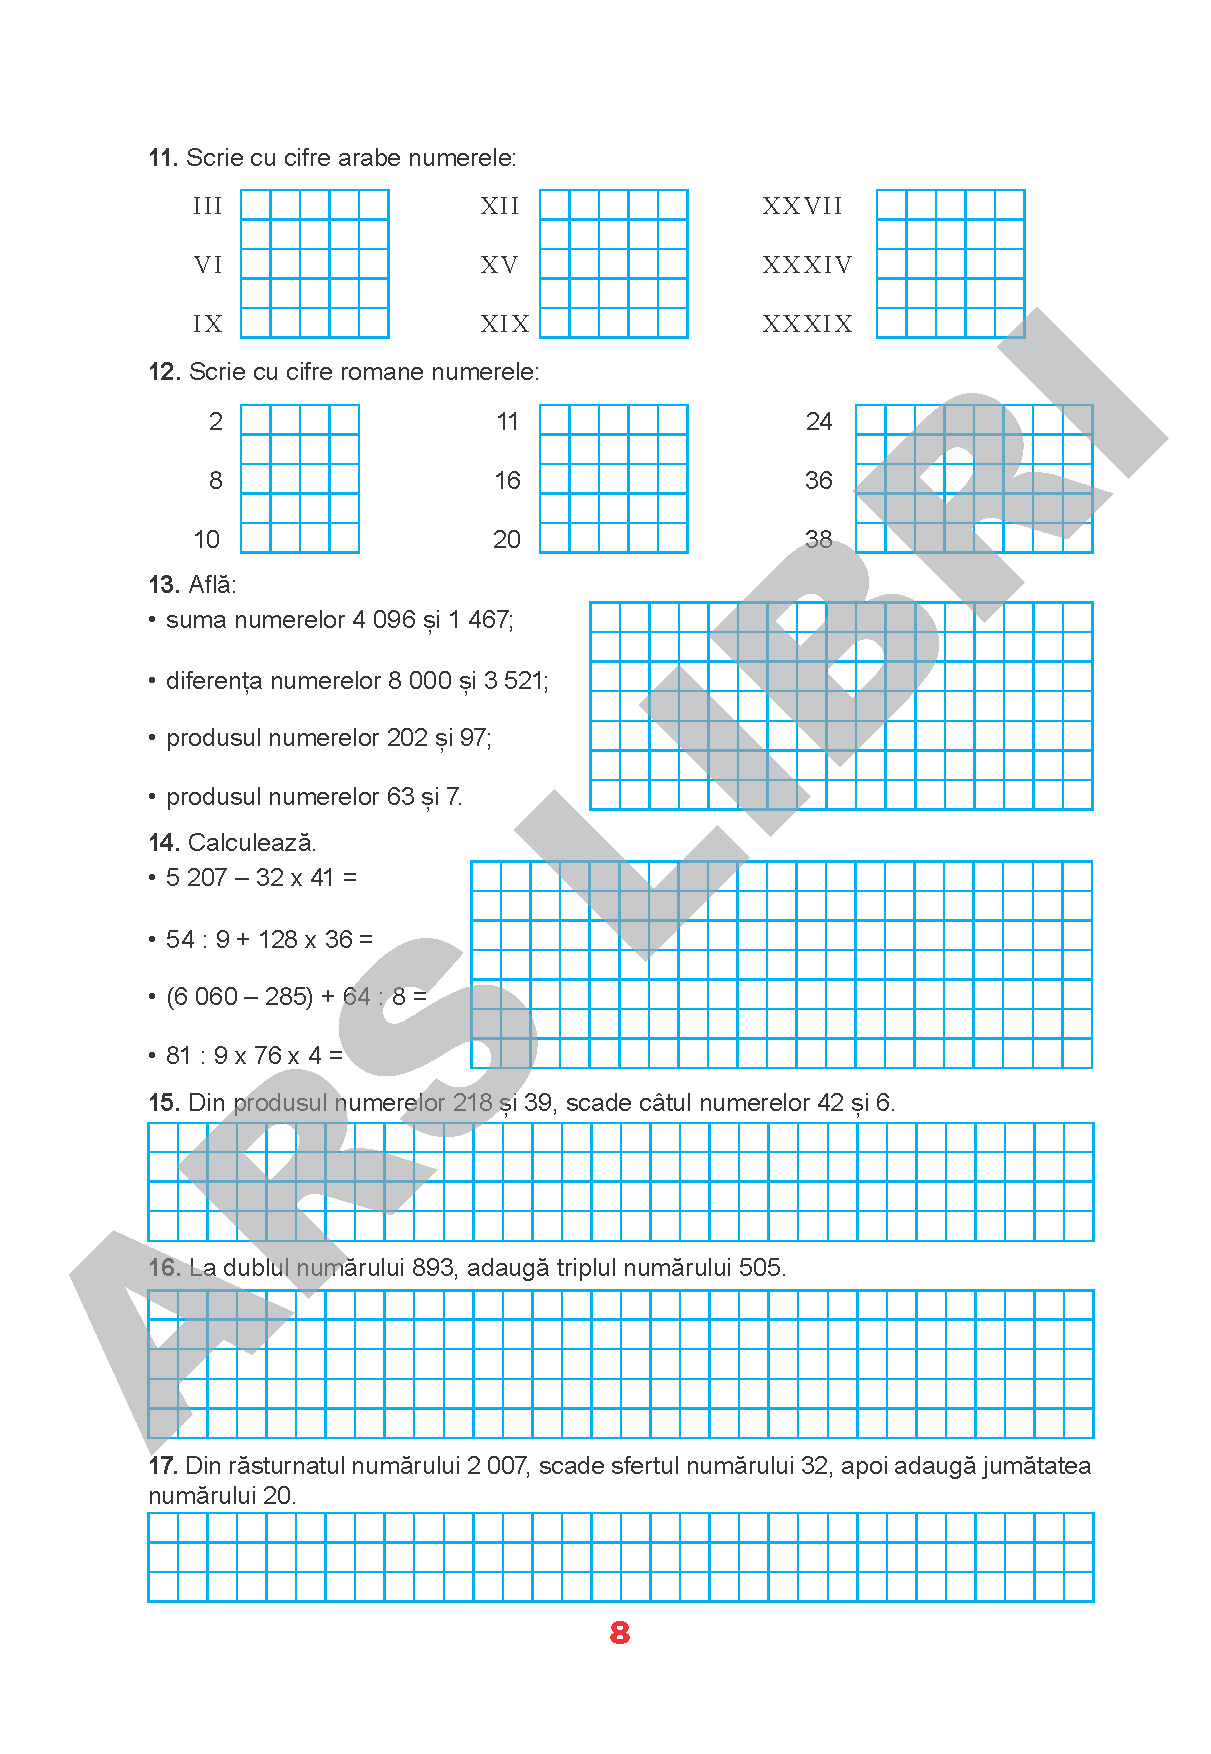 11. Scrie cu cifre arabe numerele:
III XII XXVII
VI XV XXXIV
IX XIX XXXIX
12. Scrie cu cifre romane numerele:
2 11 24
8 16 36
10 20 38
13. Află:
• suma numerelor 4 096 și 1 467;
• diferența numerelor 8 000 și 3 521;
• produsul numerelor 202 și 97;
• produsul numerelor 63 și 7.
14. Calculează.
• 5 207 – 32 x 41 =
• 54 : 9 + 128 x 36 =
• (6 060 – 285) + 64 : 8 =
• 81 : 9 x 76 x 4 =
15. Din produsul numerelor 218 și 39, scade câtul numerelor 42 și 6.
16. La dublul numărului 893, adaugă triplul numărului 505.
17. Din răsturnatul numărului 2 007, scade sfertul numărului 32, apoi adaugă jumătatea
numărului 20.
8
ARS LIBRI